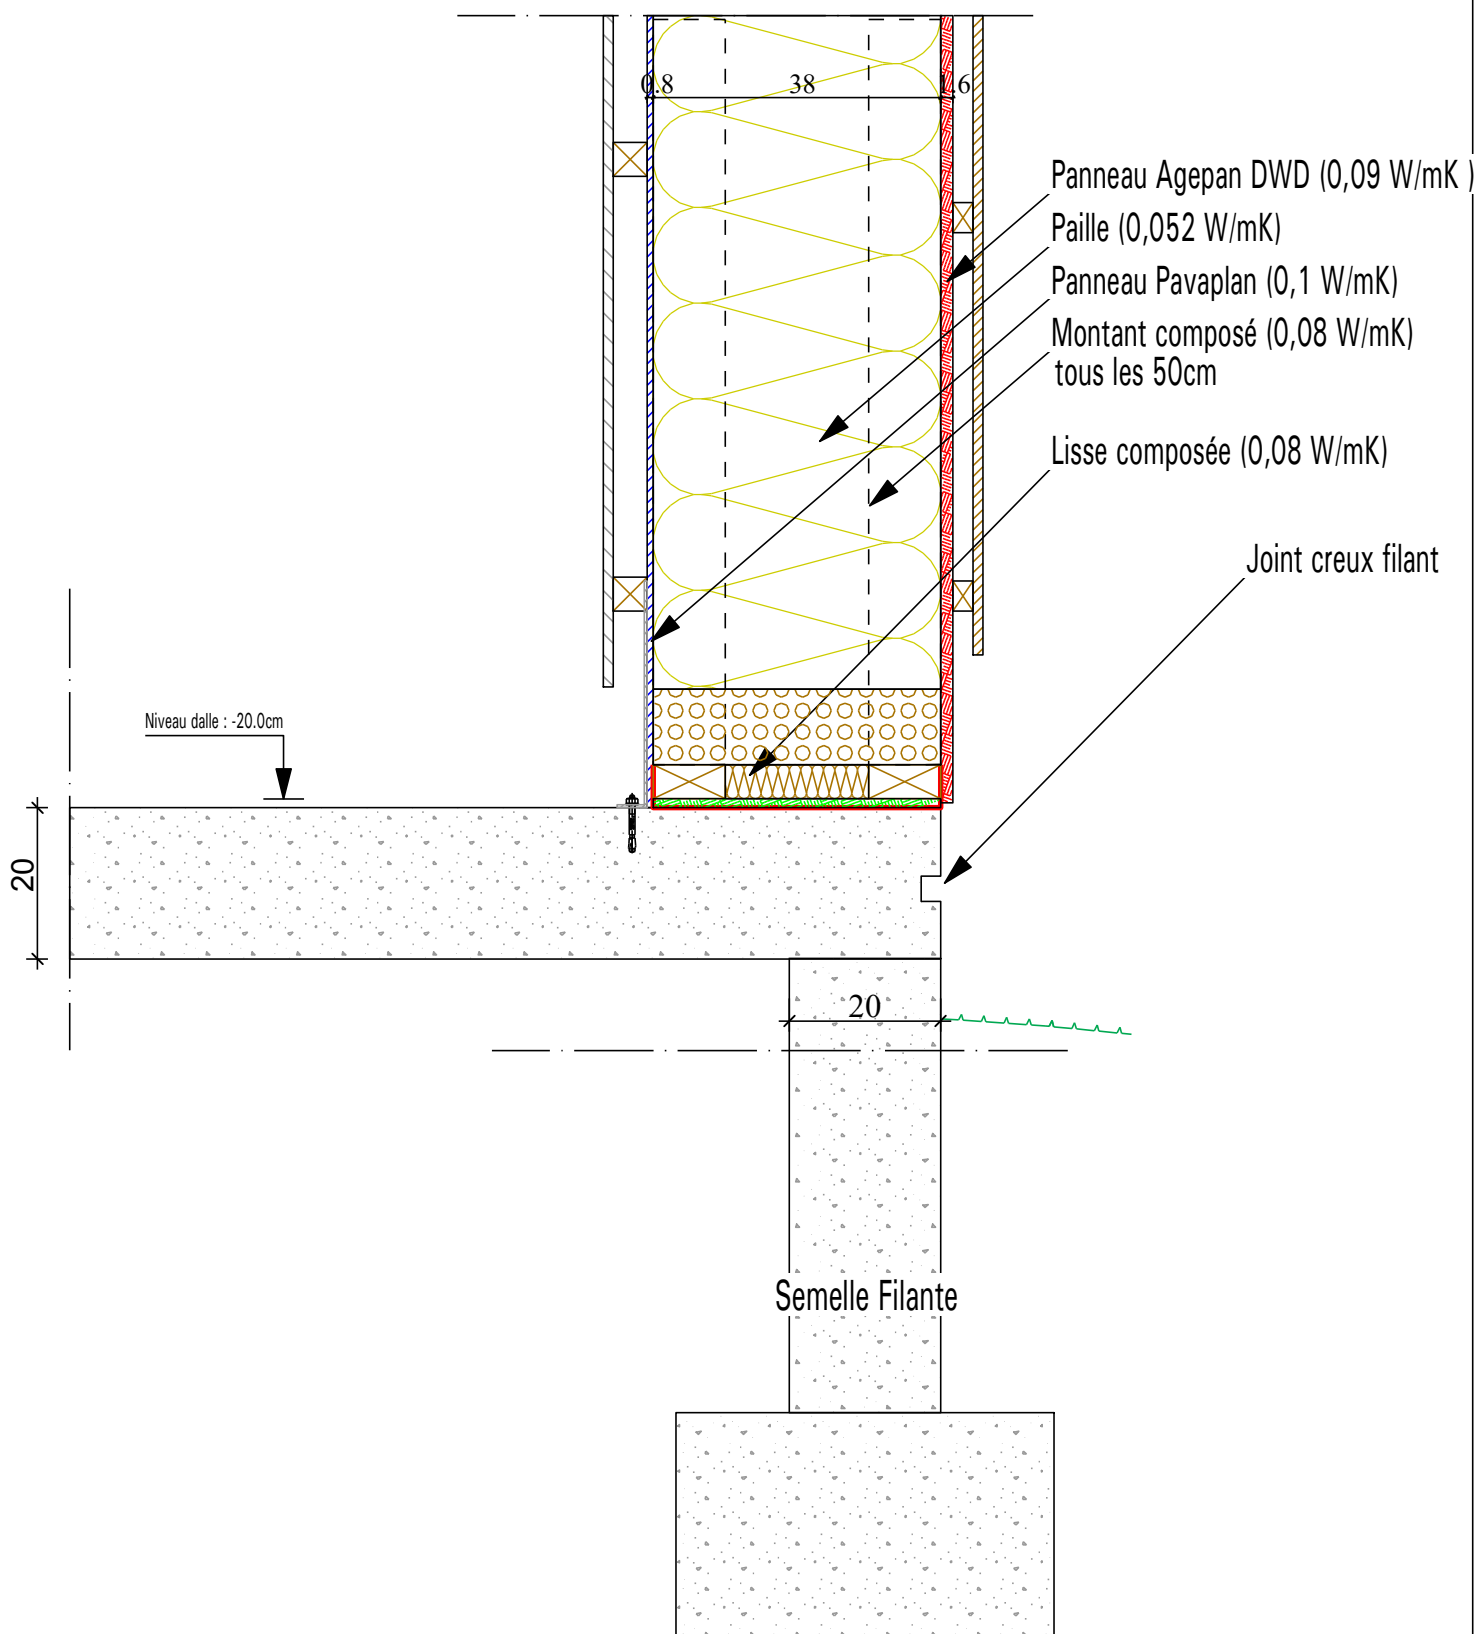 0.8 38 1.6
Panneau Agepan DWD (0,09 W/mK )
Paille (0,052 W/mK)
Panneau Pavaplan (0,1 W/mK)
Montant composé (0,08 W/mK)
tous les 50cm
Lisse composée (0,08 W/mK)
Joint creux filant
Niveau dalle : -20.0cm
20
20
Semelle Filante